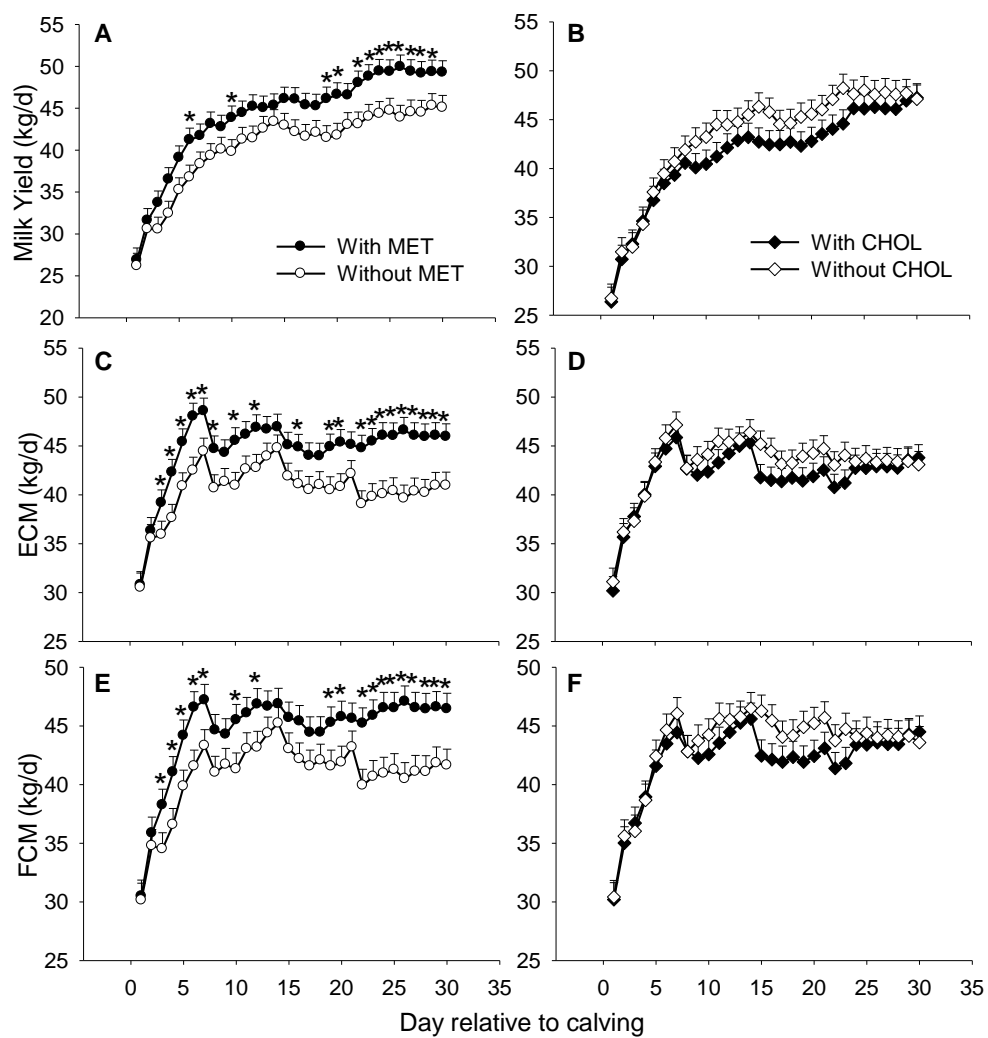 Milk Yield (kg/d)
55
50
45
40
35
30
25
20
A
With MET
Without MET
55
50
45
40
35
30
25
B
With CHOL
Without CHOL
ECM (kg/d)
55
50
45
40
35
30
25
C
55
50
45
40
35
30
25
D
FCM (kg/d)
50
45
40
35
30
25
E
0 5 10 15 20 25 30
55
50
45
40
35
30
25
F
0 5 10 15 20 25 30 35
Day relative to calving